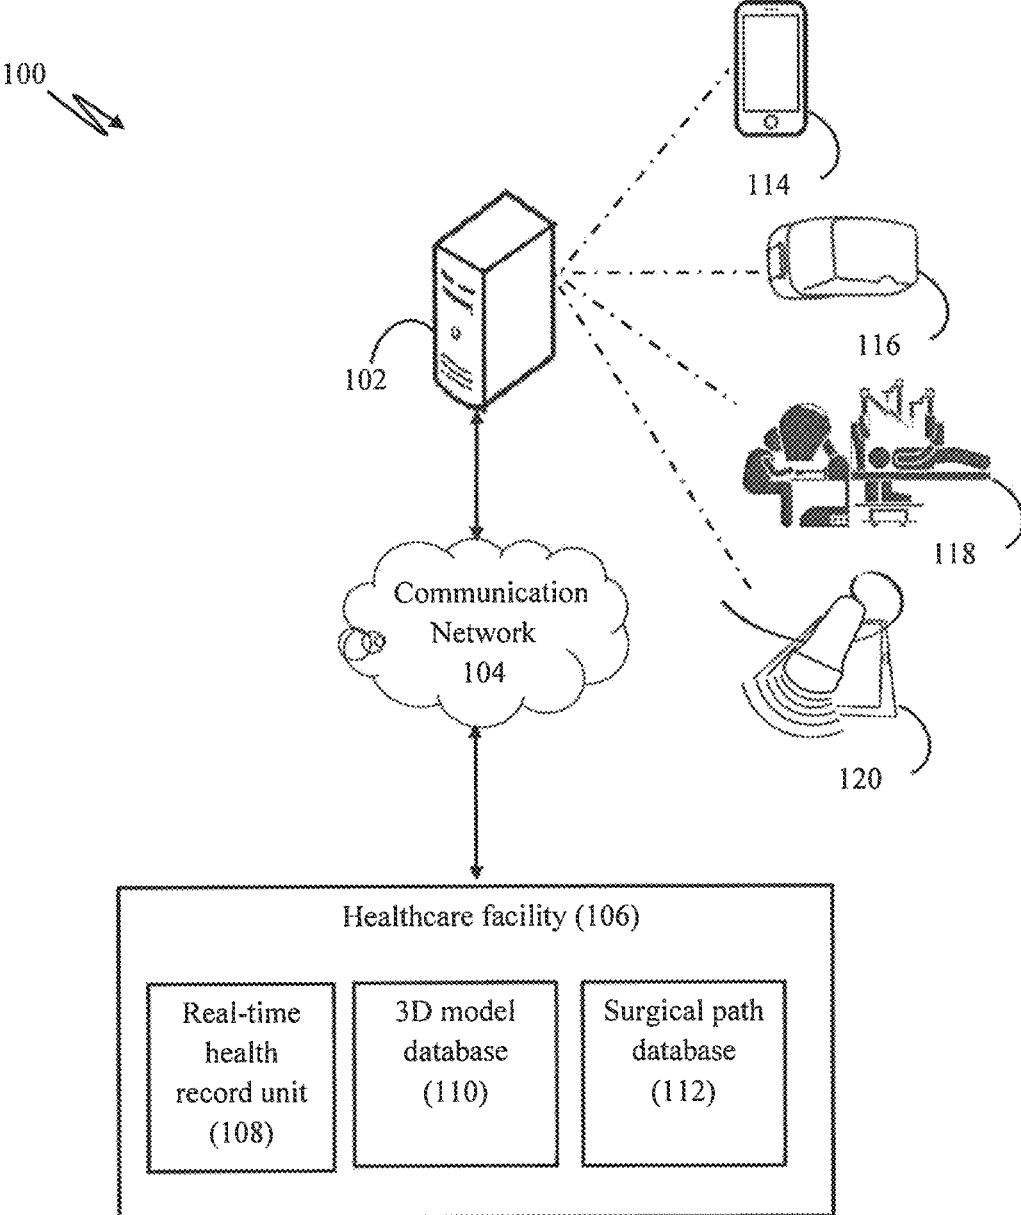 100
114
116
102
118
Communication
Network
104
120
Healthcare facility (106)
Real-time
health
record unit
(108)
3D model
database
(110)
Surgical path
database
(112)